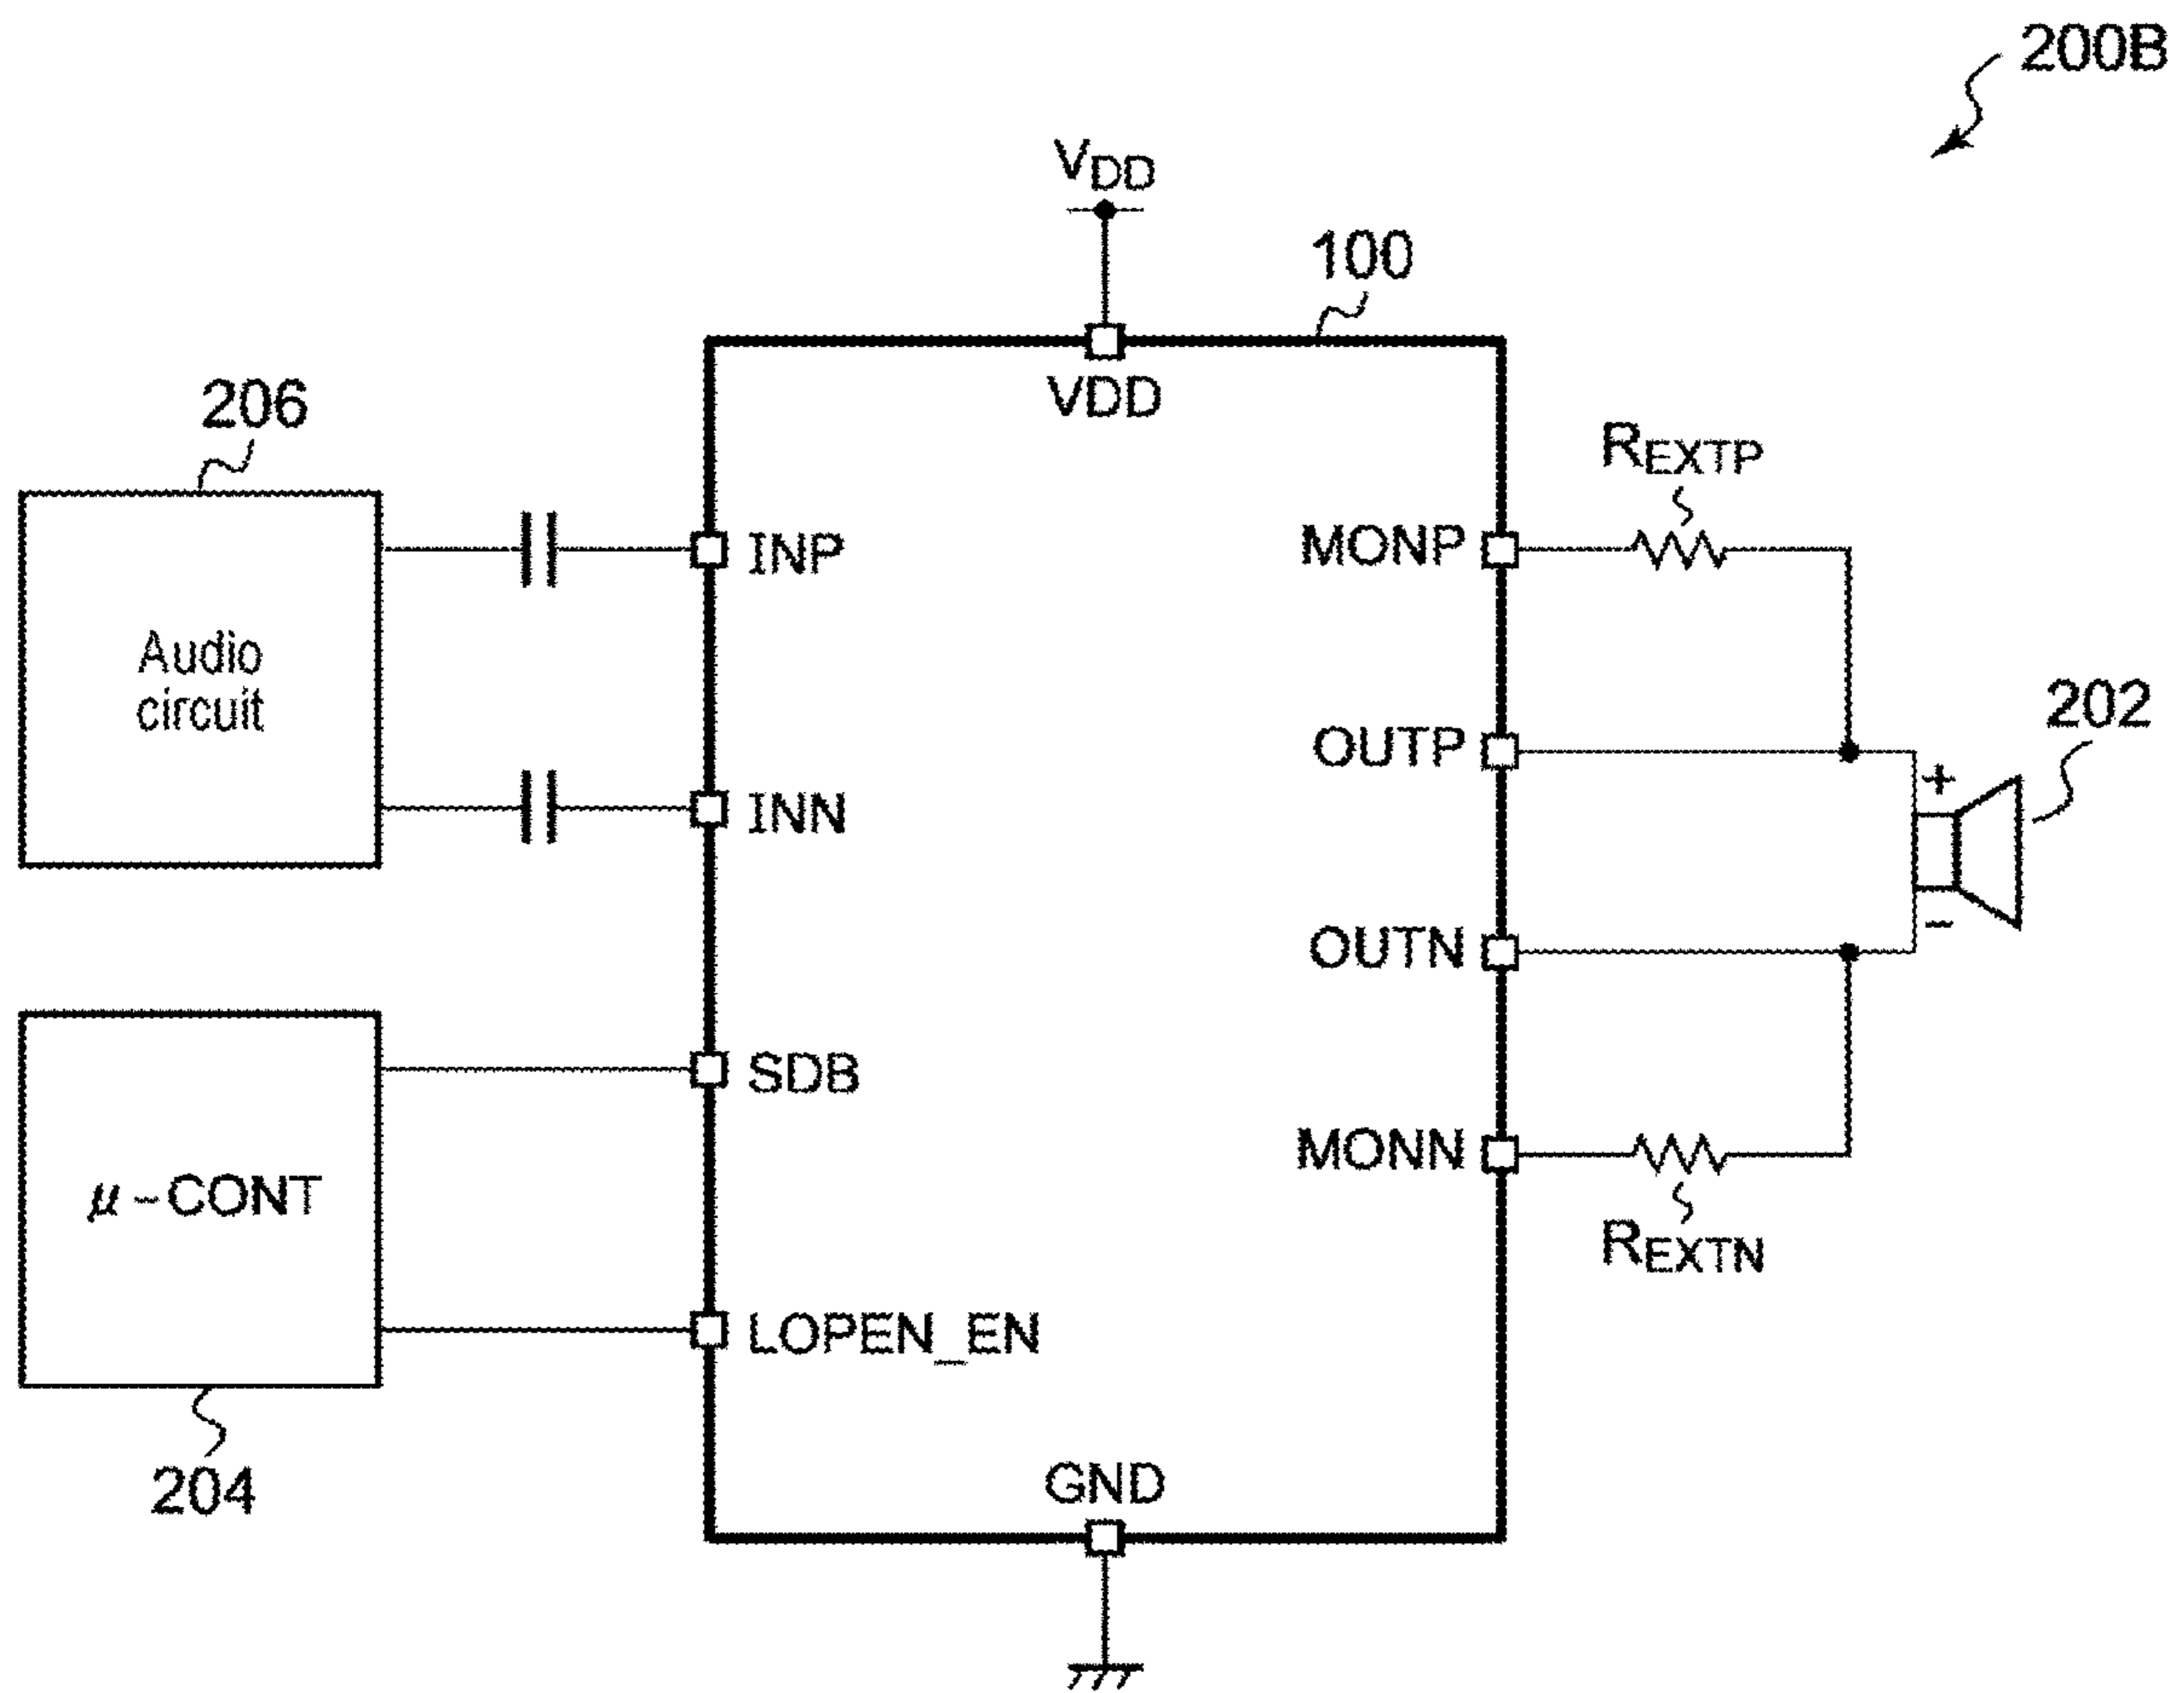 200B
VDD
100
VDD
206
REXTP
INP
MONP
Audio
circuit
202
OUTP
+
INN
−
OUTN
SDB
MONN
μ-CONT
REXTN
LOPEN_EN
204
GND